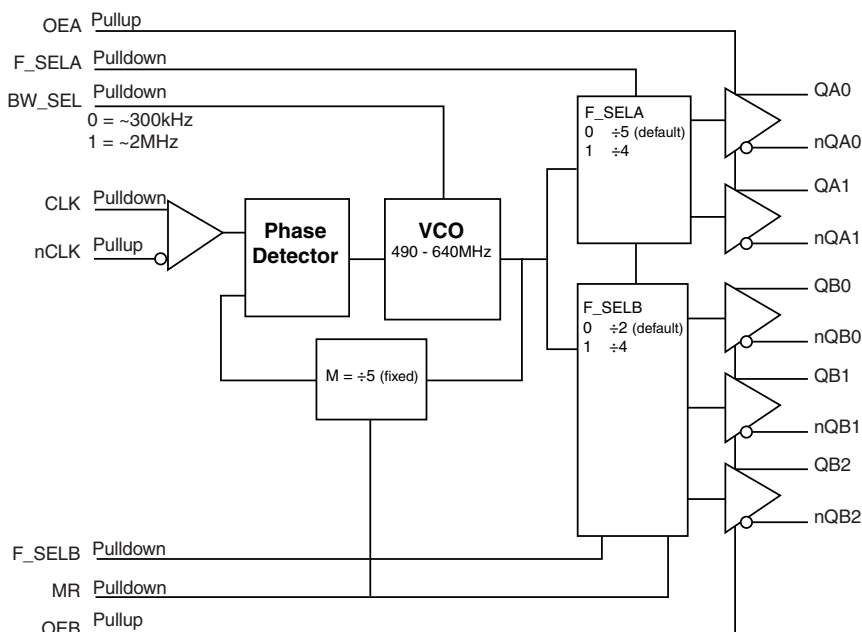 OEA Pullup
F_SELA Pulldown
BW_SEL Pulldown
0 = ~300kHz
1 = ~2MHz
CLK Pulldown
nCLK Pullup
Phase
Detector
VCO
490 - 640MHz
M = ÷5 (fixed)
F_SELA
0 ÷5 (default)
1 ÷4
F_SELB
0 ÷2 (default)
1 ÷4
QA0
nQA0
QA1
nQA1
QB0
nQB0
QB1
nQB1
QB2
nQB2
F_SELB Pulldown
MR Pulldown
OEB Pullup